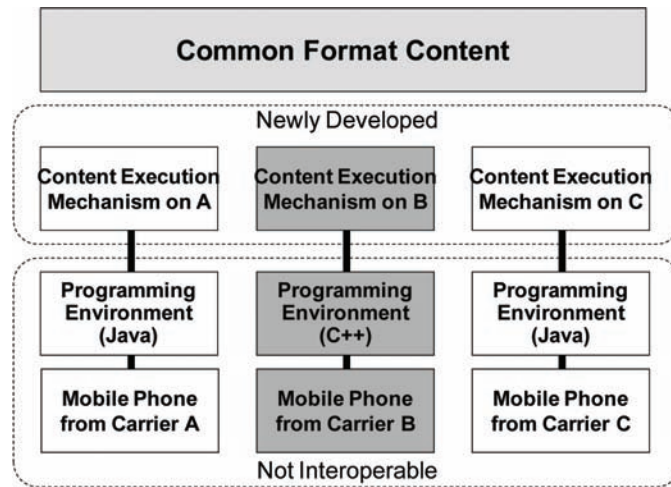 Common Format Content
Newly Developed
Content Execution
Mechanism on A
Content Execution
Mechanism on B
Content Execution
Mechanism on C
Programming
Environment
(Java)
Programming
Environment
(C++)
Programming
Environment
(Java)
Mobile Phone
from Carrier A
Mobile Phone
from Carrier B
Mobile Phone
from Carrier C
Not Interoperable